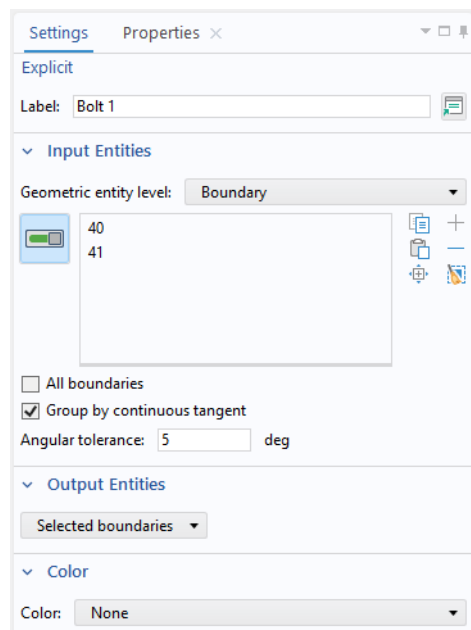 Settings Properties
Explicit
Label: Bolt 1
Input Entities
Geometric entity level: Boundary
40
41
All boundaries
Group by continuous tangent
Angular tolerance: 5 deg
Output Entities
Selected boundaries
Color
Color: None